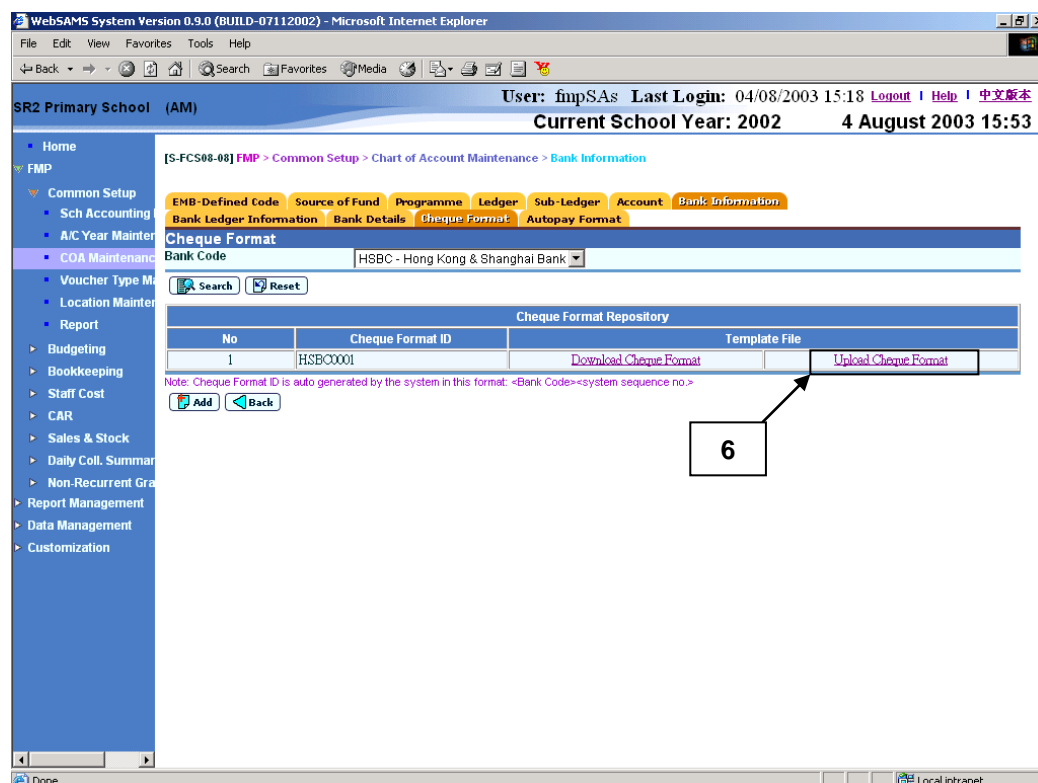 WebSAMS System Version 0.9.0 (BUILD-07112002) - Microsoft Internet Explorer
File Edit View Favorites Tools Help
Back Search Favorites Media
SR2 Primary School (AM) User: fmpSAs Last Login: 04/08/2003 15:18 Logout | Help | 中文版本
Current School Year: 2002 4 August 2003 15:53
Home
FMP
Common Setup
Sch Accounting
A/C Year Mainter
COA Maintenanc
Voucher Type Ma
Location Mainter
Report
Budgeting
Bookkeeping
Staff Cost
CAR
Sales & Stock
Daily Coll. Summar
Non-Recurrent Gra
Report Management
Data Management
Customization
[S-FCS08-08] FMP > Common Setup > Chart of Account Maintenance > Bank Information
EMB-Defined Code Source of Fund Programme Ledger Sub-Ledger Account Bank Information
Bank Ledger Information Bank Details Cheque Format Autopay Format
Cheque Format
Bank Code HSBC - Hong Kong & Shanghai Bank
Search Reset
Cheque Format Repository
No Cheque Format ID Template File
1 HSBC0001 Download Cheque Format Upload Cheque Format
Note: Cheque Format ID is auto generated by the system in this format: <Bank Code><system sequence no.>
Add Back
6
Done Local intranet